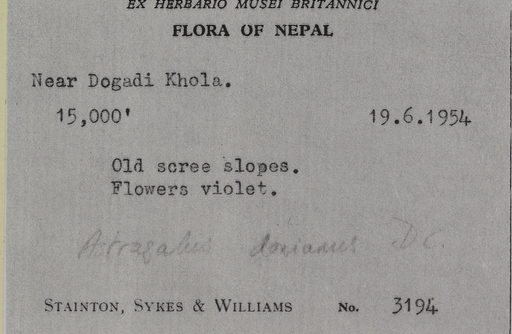 EX HERBARIO MUSEI BRITANNICI
FLORA OF NEPAL
Near Dogadi Khola.
15,000' 19.6.1954
Old scree slopes.
Flowers violet.
Astragalus donianus DC.
STAINTON, SYKES & WILLIAMS No. 3194